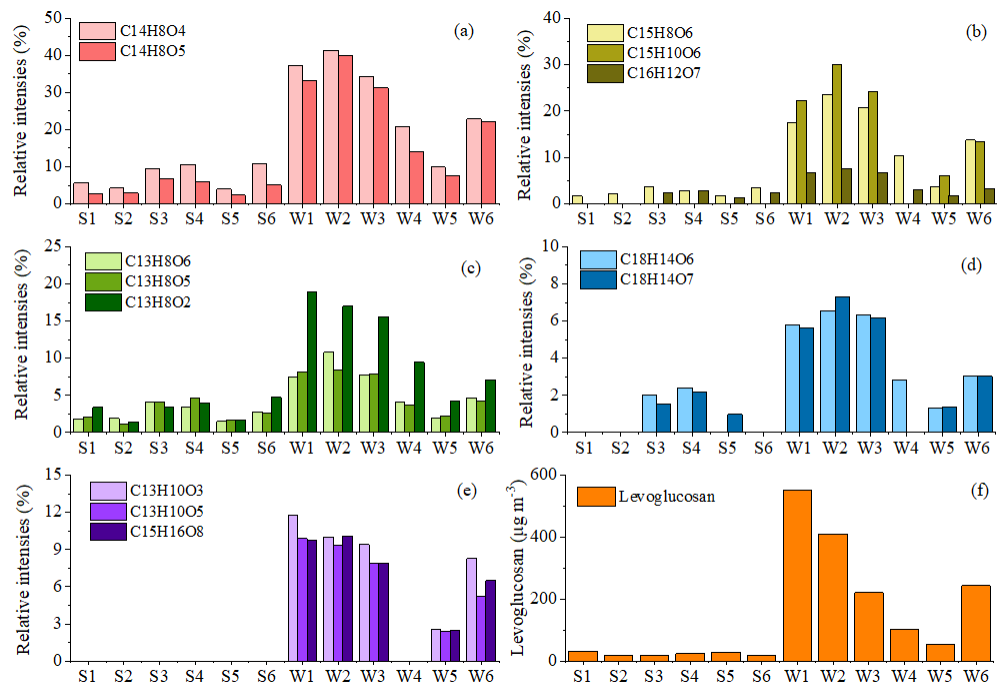 Relative intensies (%)
50
40
30
20
10
0
C14H8O4
C14H8O5
(a)
S1 S2 S3 S4 S5 S6 W1 W2 W3 W4 W5 W6
Relative intensies (%)
40
30
20
10
0
C15H8O6
C15H10O6
C16H12O7
(b)
S1 S2 S3 S4 S5 S6 W1 W2 W3 W4 W5 W6
Relative intensies (%)
25
20
15
10
5
0
C13H8O6
C13H8O5
C13H8O2
(c)
S1 S2 S3 S4 S5 S6 W1 W2 W3 W4 W5 W6
Relative intensies (%)
8
6
4
2
0
C18H14O6
C18H14O7
(d)
S1 S2 S3 S4 S5 S6 W1 W2 W3 W4 W5 W6
Relative intensies (%)
15
12
9
6
3
0
C13H10O3
C13H10O5
C15H16O8
(e)
S1 S2 S3 S4 S5 S6 W1 W2 W3 W4 W5 W6
Levoglucosan (μg m⁻³)
600
400
200
0
Levoglucosan
(f)
S1 S2 S3 S4 S5 S6 W1 W2 W3 W4 W5 W6